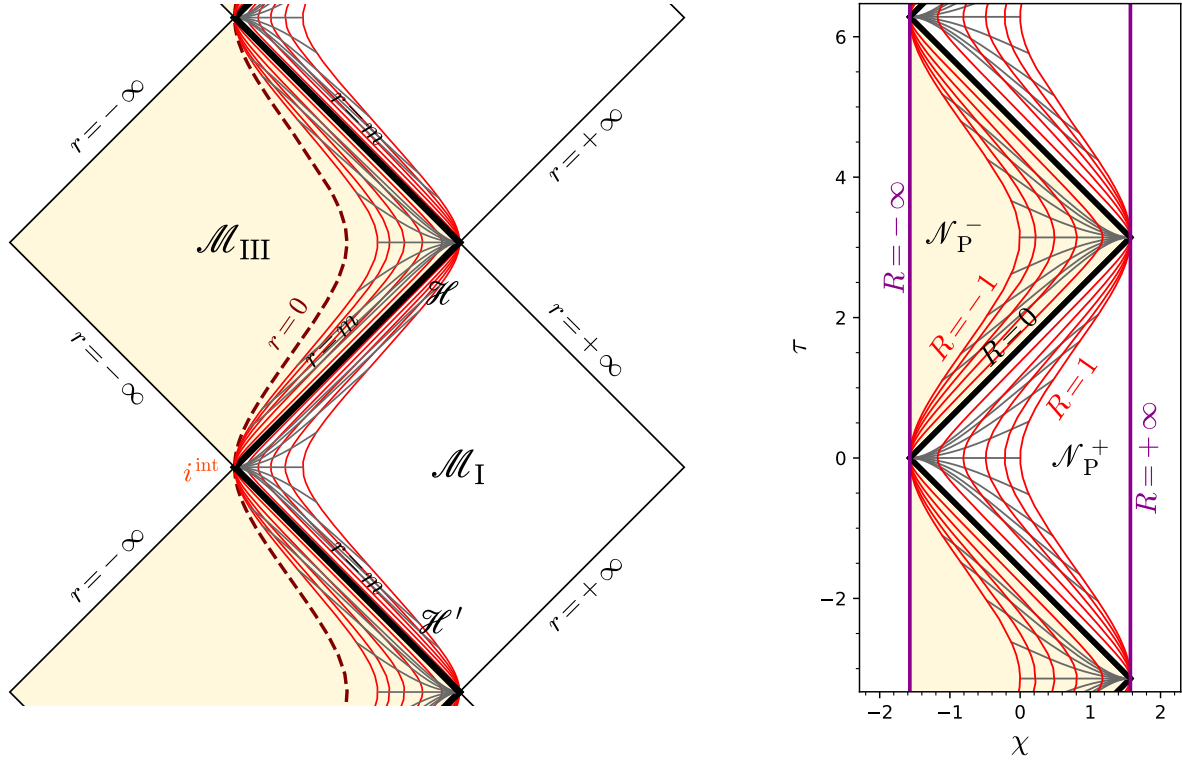 r = −∞
r = m
r = +∞
ℳ_III
r = 0
ℋ
r = m
r = −∞
r = +∞
i^int
ℳ_I
r = −∞
r = m
ℋ′
r = +∞
6
4
2
0
−2
τ
R = −∞
𝒩_P^−
R = −1
R = 0
R = 1
𝒩_P^+
R = +∞
−2
−1
0
1
2
χ